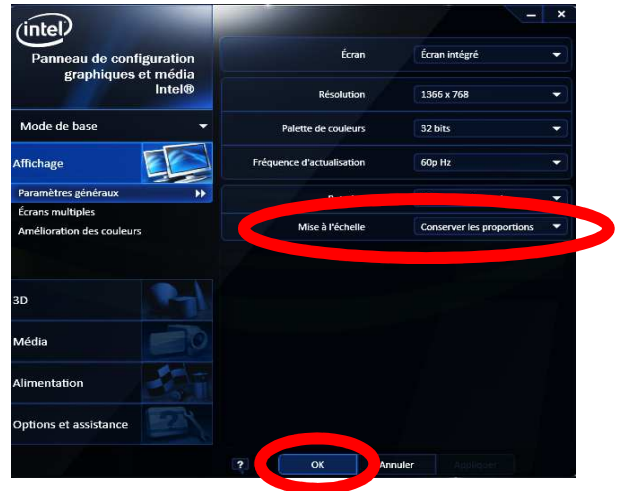 intel
Panneau de configuration
graphiques et média
Intel®
Mode de base
Affichage
Paramètres généraux
Écrans multiples
Amélioration des couleurs
3D
Média
Alimentation
Options et assistance
Écran Écran intégré
Résolution 1366 x 768
Palette de couleurs 32 bits
Fréquence d'actualisation 60p Hz
Mise à l'échelle Conserver les proportions
? OK Annuler Appliquer